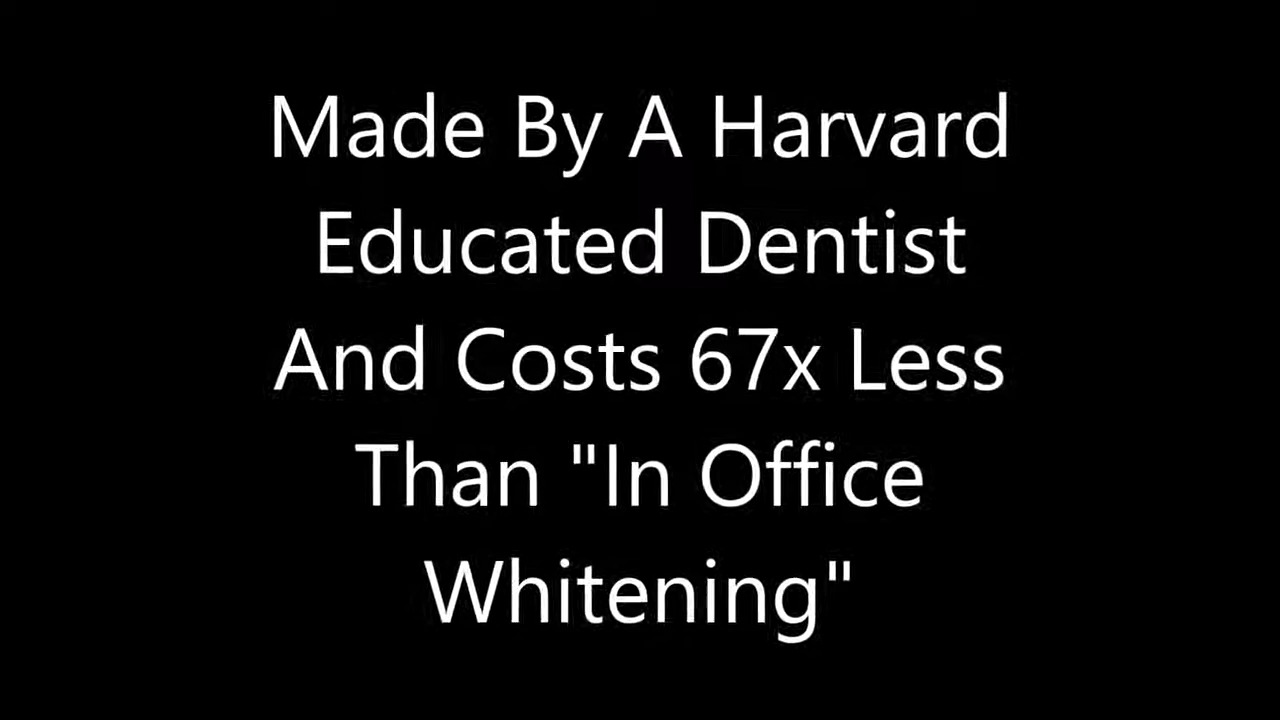 Made By A Harvard
Educated Dentist
And Costs 67x Less
Than "In Office
Whitening"